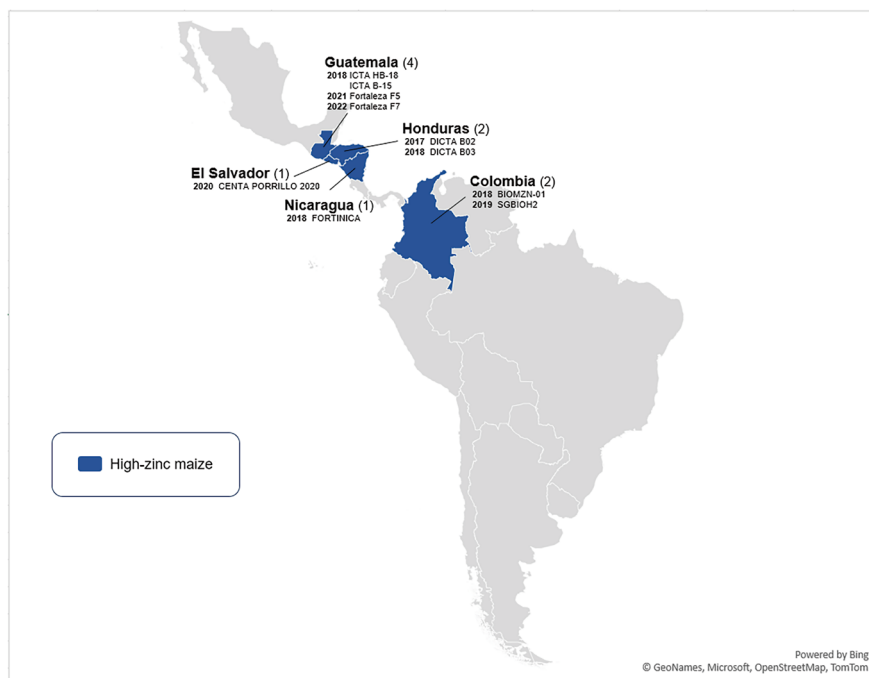 Guatemala (4)
2018 ICTA HB-18
ICTA B-15
2021 Fortaleza F5
2022 Fortaleza F7
Honduras (2)
2017 DICTA B02
2018 DICTA B03
El Salvador (1)
2020 CENTA PORRILLO 2020
Nicaragua (1)
2018 FORTINICA
Colombia (2)
2018 BIOMZN-01
2019 SGBIOH2
High-zinc maize
Powered by Bing
© GeoNames, Microsoft, OpenStreetMap, TomTom